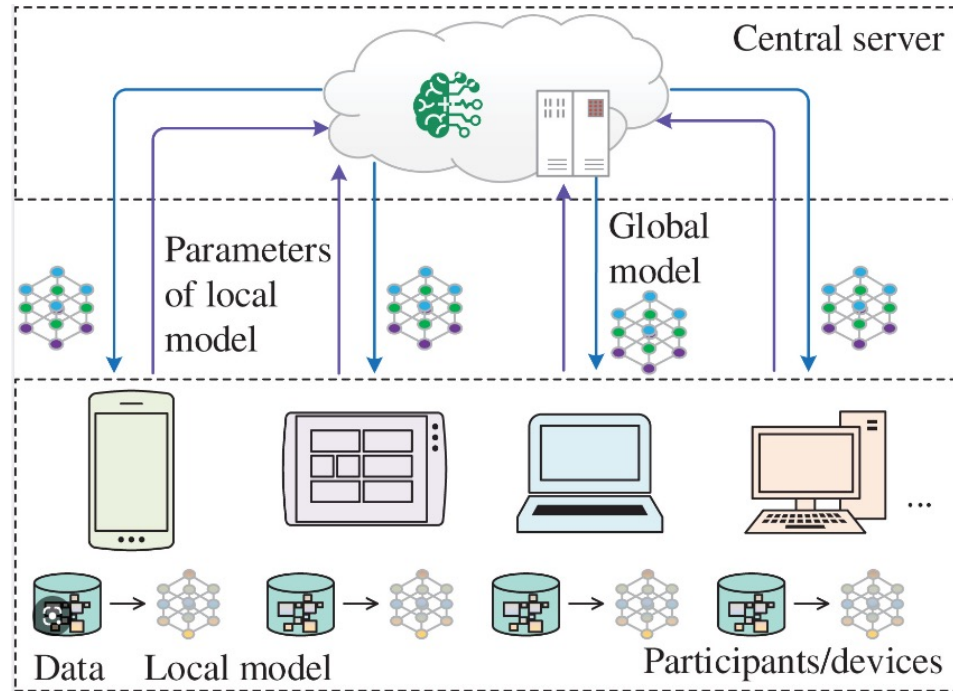 Central server
Parameters
of local
model
Global
model
...
Data
Local model
Participants/devices